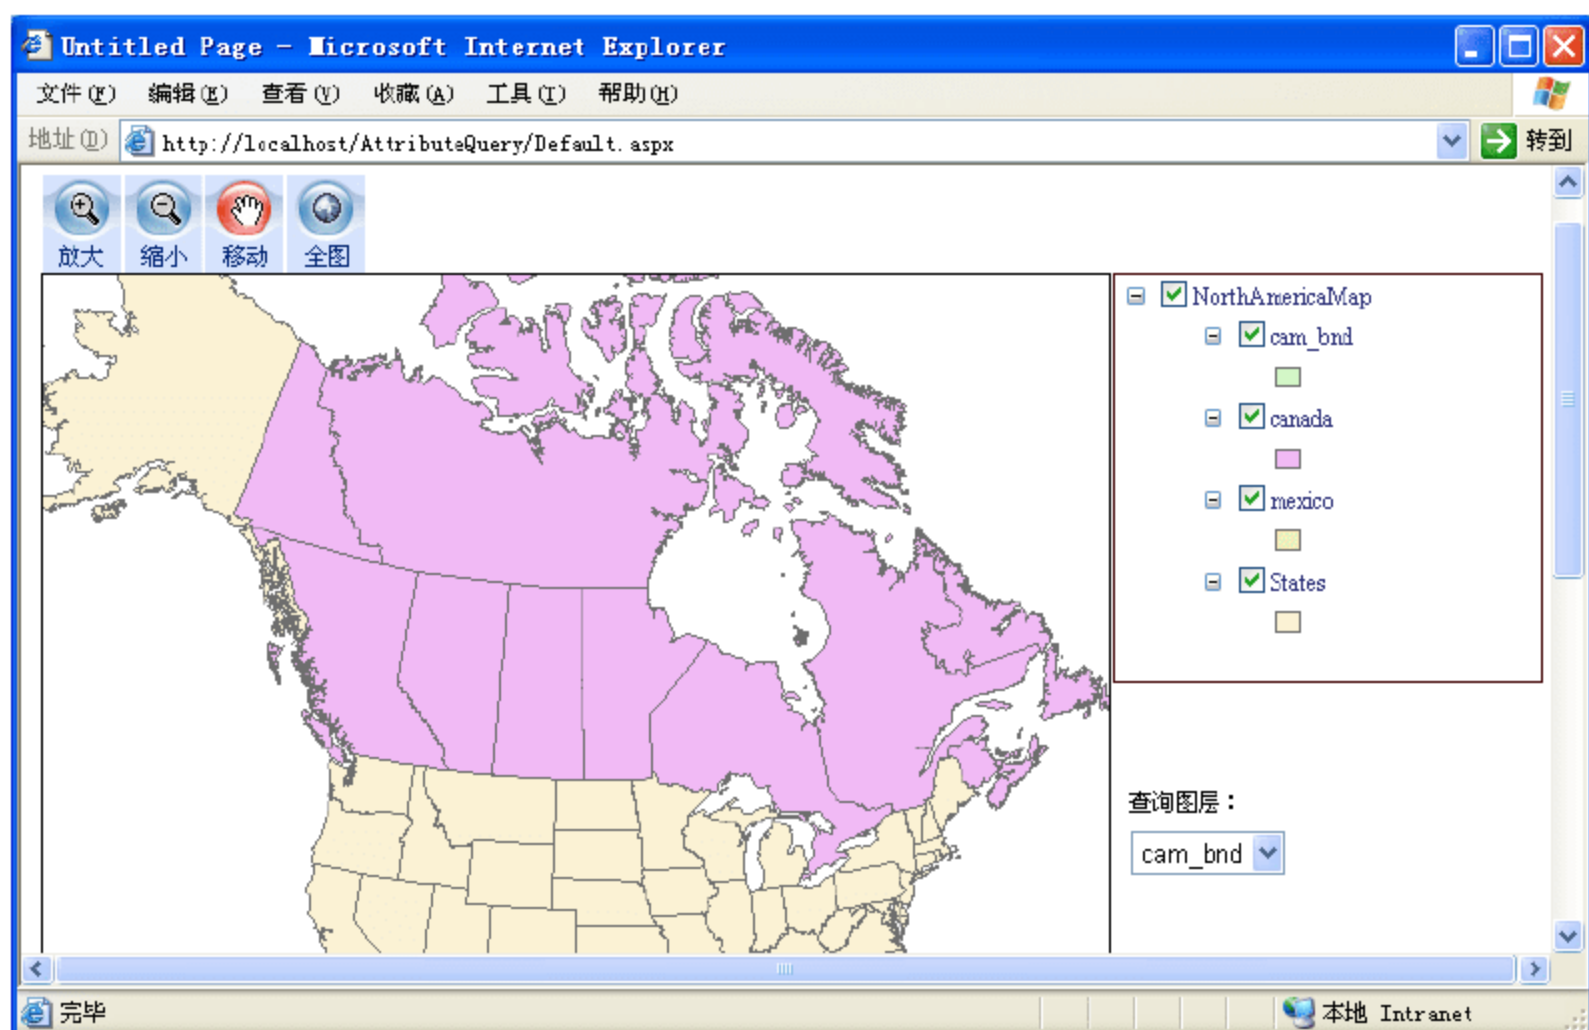 Untitled Page - Microsoft Internet Explorer
文件(F) 编辑(E) 查看(V) 收藏(A) 工具(T) 帮助(H)
地址(D) http://localhost/AttributeQuery/Default.aspx 转到
放大 缩小 移动 全图
NorthAmericaMap
cam_bnd
canada
mexico
States
查询图层：
cam_bnd
完毕 本地 Intranet